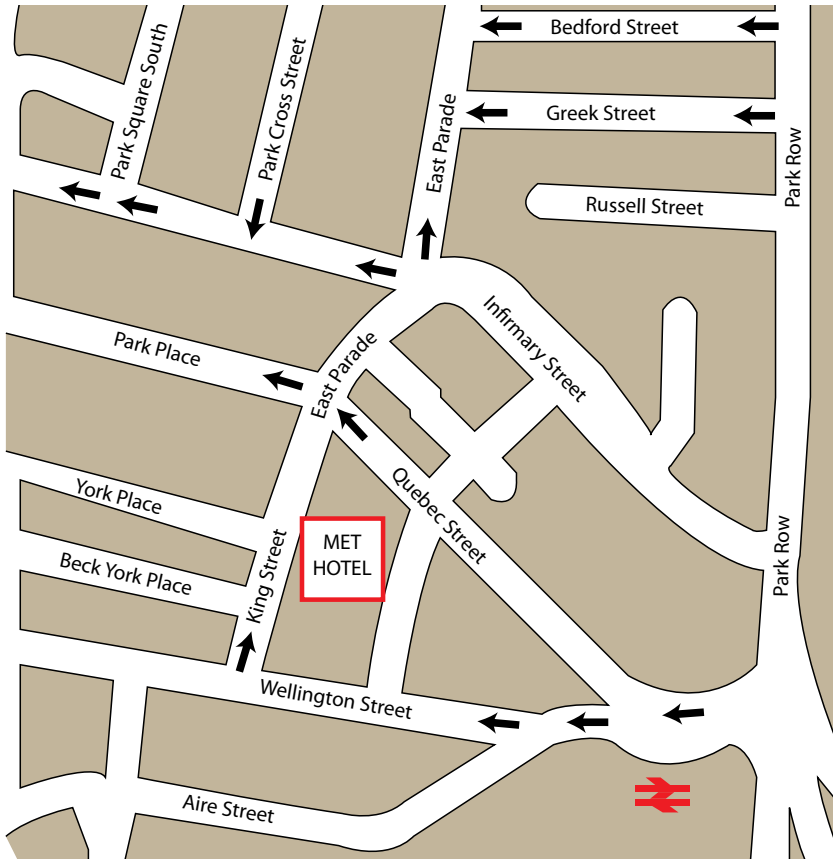 Bedford Street
Park Square South
Park Cross Street
East Parade
Greek Street
Park Row
Russell Street
Infirmary Street
Park Place
East Parade
York Place
Quebec Street
MET
HOTEL
Beck York Place
King Street
Park Row
Wellington Street
Aire Street